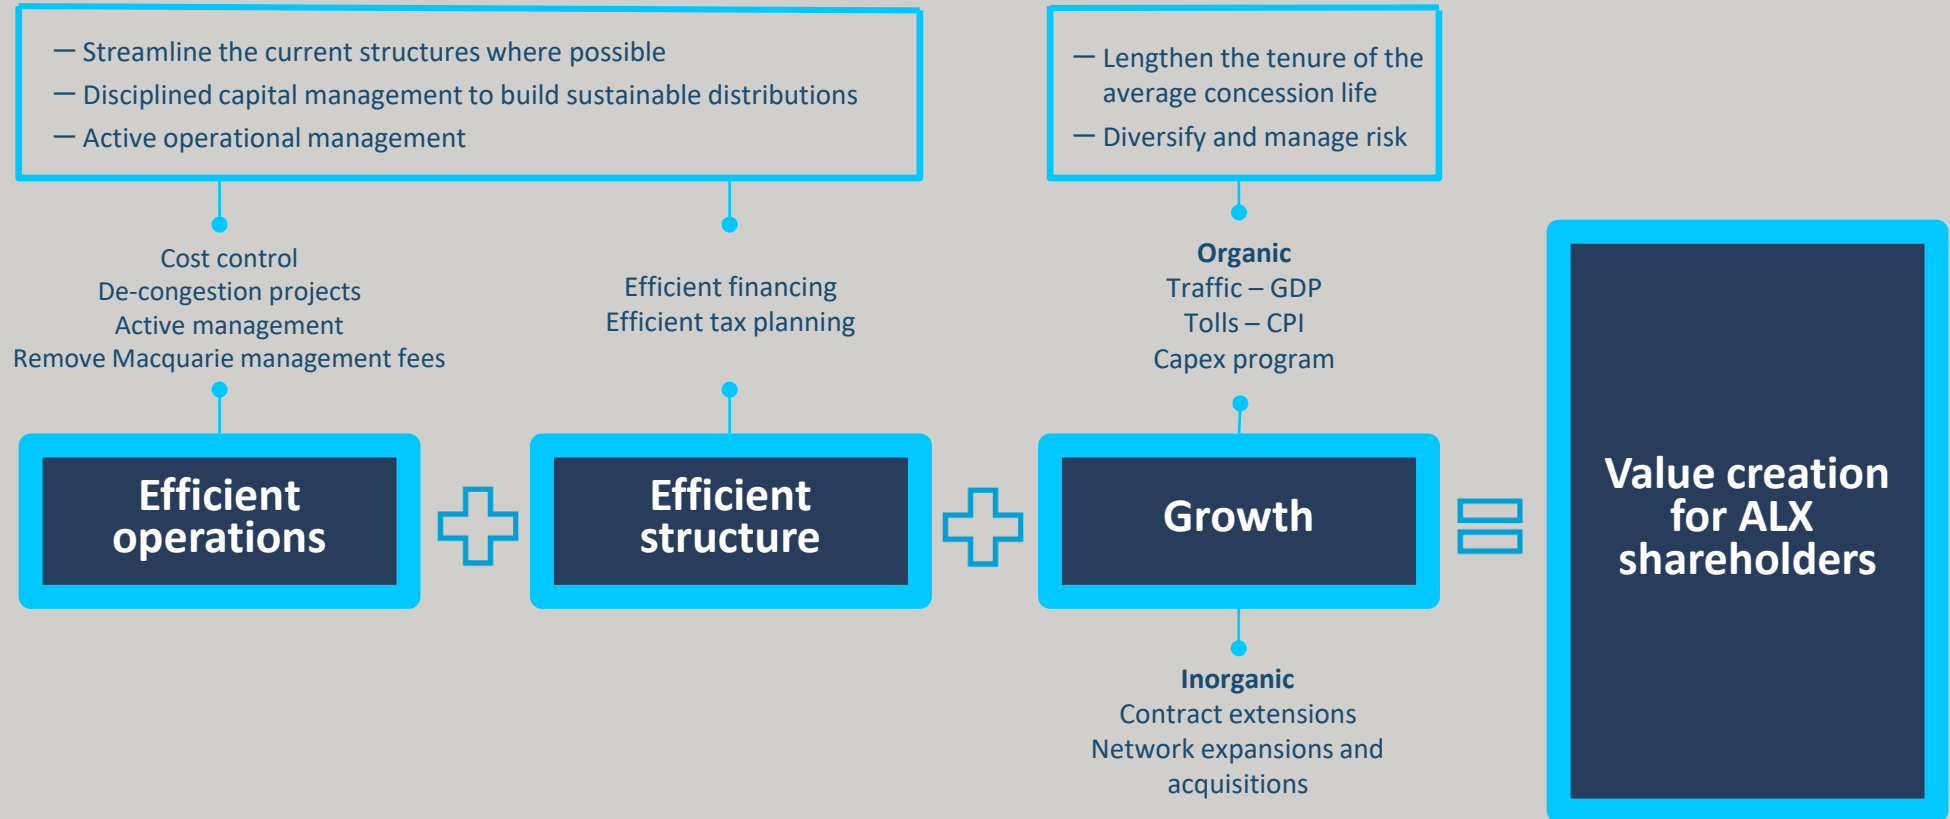 — Streamline the current structures where possible
— Disciplined capital management to build sustainable distributions
— Active operational management
— Lengthen the tenure of the
average concession life
— Diversify and manage risk
Cost control
De-congestion projects
Active management
Remove Macquarie management fees
Efficient financing
Efficient tax planning
Organic
Traffic – GDP
Tolls – CPI
Capex program
Efficient
operations
Efficient
structure
Growth
Value creation
for ALX
shareholders
Inorganic
Contract extensions
Network expansions and
acquisitions